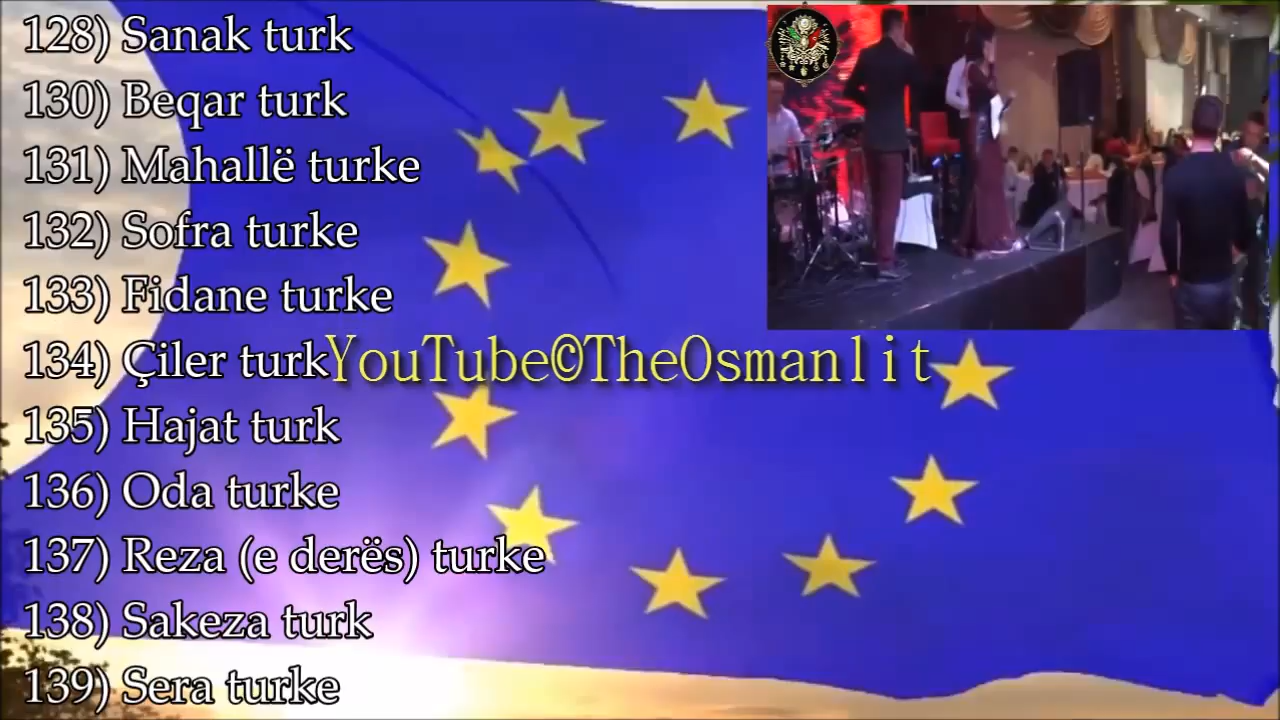 128) Sanak turk
130) Beqar turk
131) Mahallë turke
132) Sofra turke
133) Fidane turke
134) Çiler turk
YouTube©TheOsmanlit
135) Hajat turk
136) Oda turke
137) Reza (e derës) turke
138) Sakeza turk
139) Sera turke